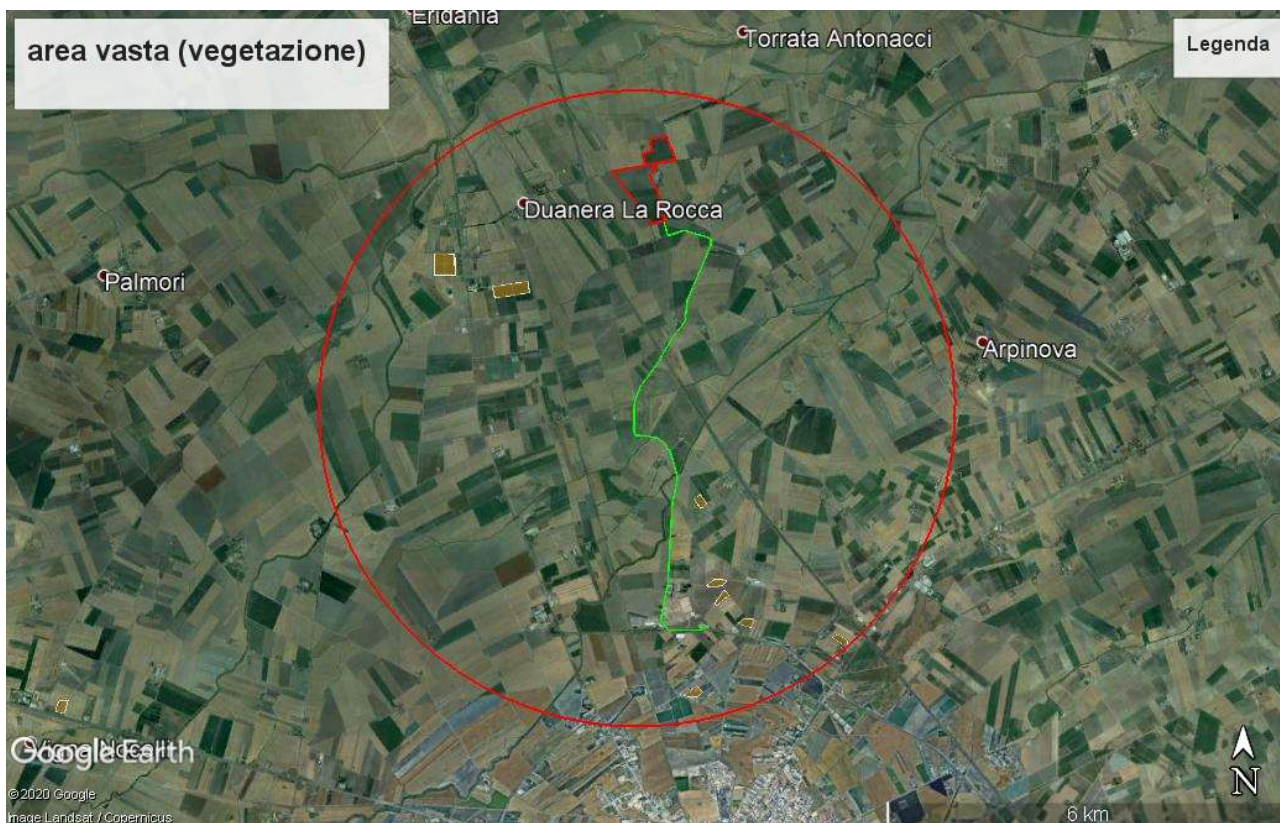 Eridania
area vasta (vegetazione)
Torrata Antonacci
Legenda
Duanera La Rocca
Palmori
Arpinova
Google Earth
N
© 2020 Google
Image Landsat / Copernicus
6 km